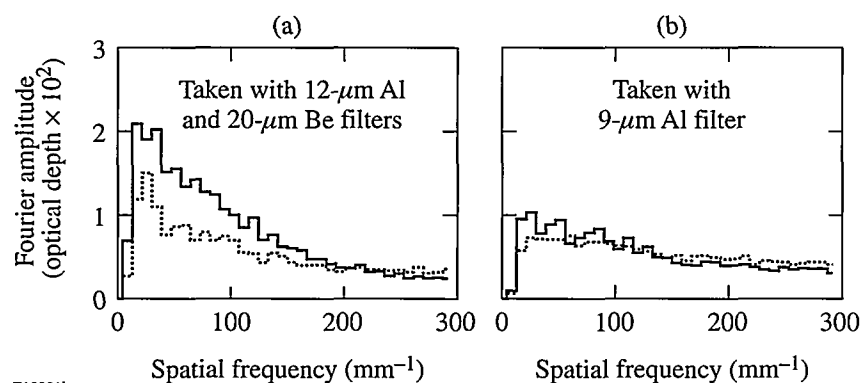 (a)
(b)
Fourier amplitude
(optical depth × 10²)
3
2
1
0
Taken with 12-μm Al
and 20-μm Be filters
Taken with
9-μm Al filter
0 100 200 300
0 100 200 300
Spatial frequency (mm⁻¹)
Spatial frequency (mm⁻¹)